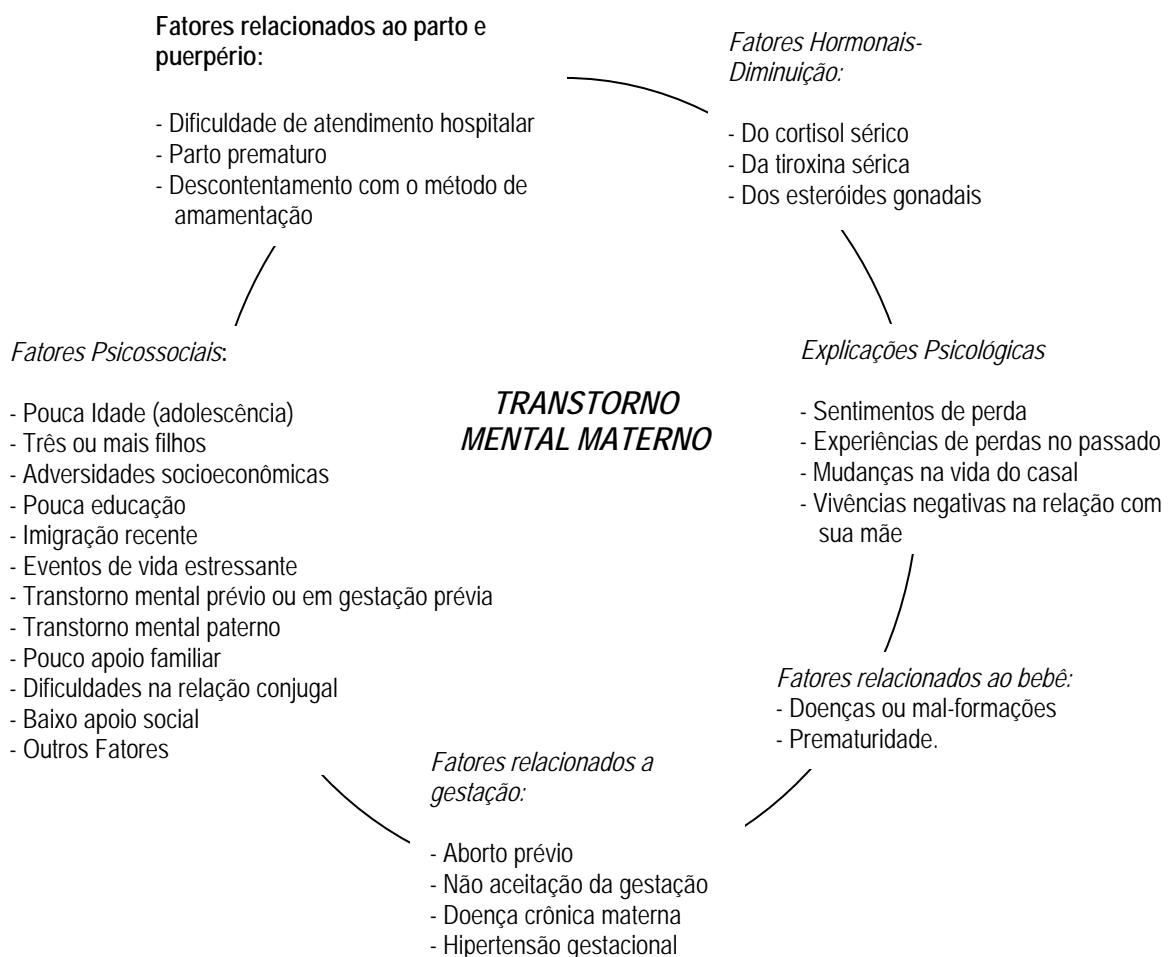 Fatores relacionados ao parto e
puerpério:
- Dificuldade de atendimento hospitalar
- Parto prematuro
- Descontentamento com o método de
amamentação
Fatores Hormonais-
Diminuição:
- Do cortisol sérico
- Da tiroxina sérica
- Dos esteróides gonadais
Fatores Psicossociais:
- Pouca Idade (adolescência)
- Três ou mais filhos
- Adversidades socioeconômicas
- Pouca educação
- Imigração recente
- Eventos de vida estressante
- Transtorno mental prévio ou em gestação prévia
- Transtorno mental paterno
- Pouco apoio familiar
- Dificuldades na relação conjugal
- Baixo apoio social
- Outros Fatores
TRANSTORNO
MENTAL MATERNO
Explicações Psicológicas
- Sentimentos de perda
- Experiências de perdas no passado
- Mudanças na vida do casal
- Vivências negativas na relação com
sua mãe
Fatores relacionados ao bebê:
- Doenças ou mal-formações
- Prematuridade.
Fatores relacionados a
gestação:
- Aborto prévio
- Não aceitação da gestação
- Doença crônica materna
- Hipertensão gestacional